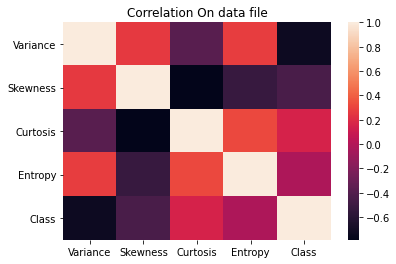 Correlation On data file
Variance
Skewness
Curtosis
Entropy
Class
Variance Skewness Curtosis Entropy Class
1.0
0.8
0.6
0.4
0.2
0.0
−0.2
−0.4
−0.6